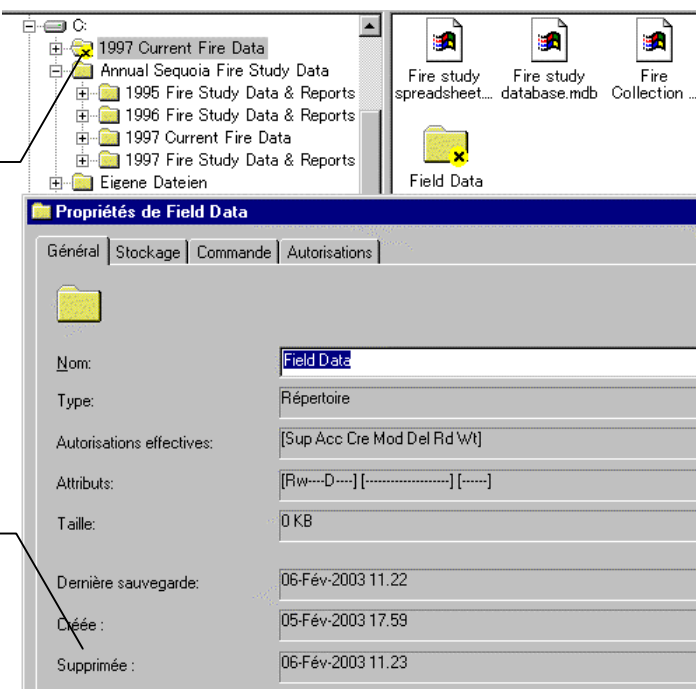 C:
1997 Current Fire Data
Annual Sequoia Fire Study Data
1995 Fire Study Data & Reports
1996 Fire Study Data & Reports
1997 Current Fire Data
1997 Fire Study Data & Reports
Eigene Dateien
Fire study Fire study Fire
spreadsheet... database.mdb Collection ...
Field Data
Propriétés de Field Data
Général Stockage Commande Autorisations
Nom: Field Data
Type: Répertoire
Autorisations effectives: [Sup Acc Cre Mod Del Rd Wt]
Attributs: [Rw----D----] [--------------------] [------]
Taille: 0 KB
Dernière sauvegarde: 06-Fév-2003 11.22
Créée : 05-Fév-2003 17.59
Supprimée : 06-Fév-2003 11.23